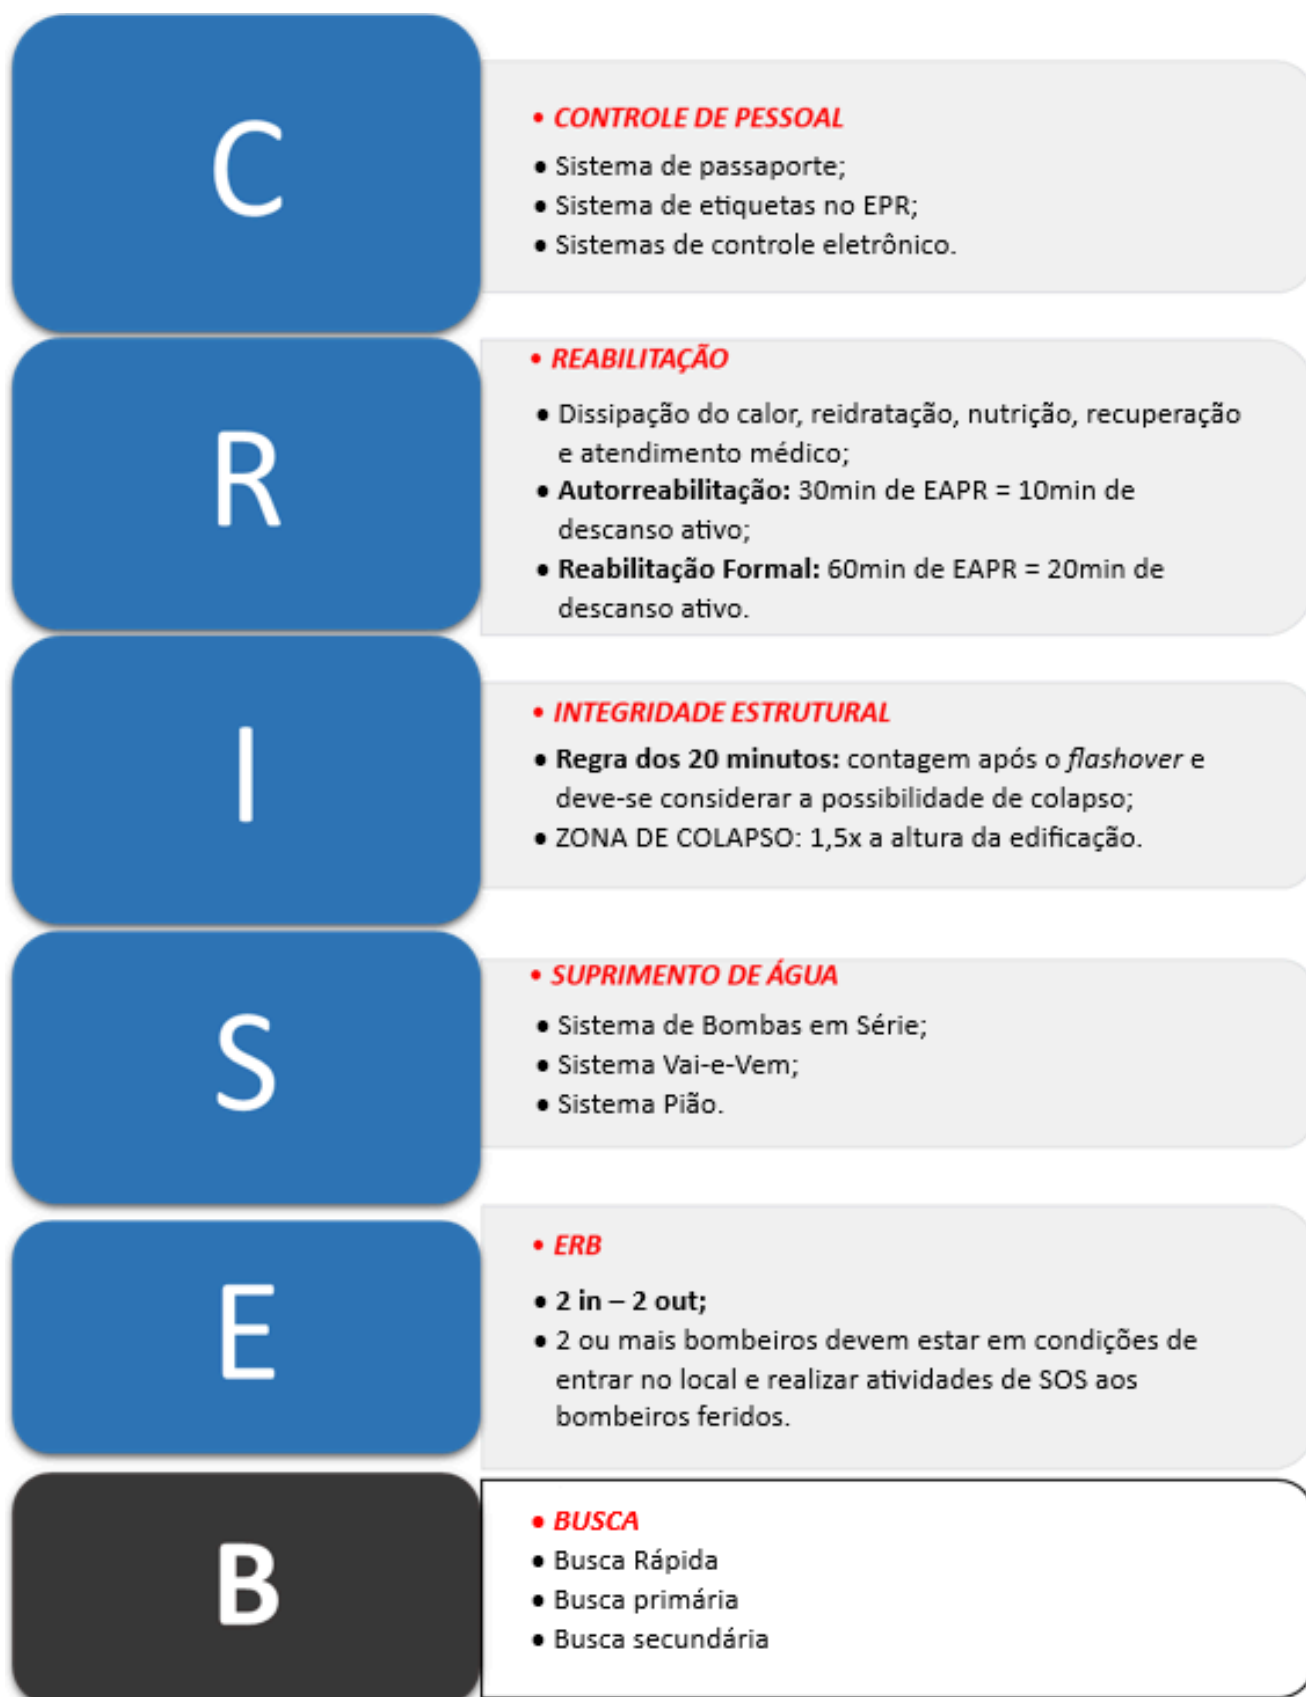 C
• CONTROLE DE PESSOAL
● Sistema de passaporte;
● Sistema de etiquetas no EPR;
● Sistemas de controle eletrônico.
R
• REABILITAÇÃO
● Dissipação do calor, reidratação, nutrição, recuperação
e atendimento médico;
● Autorreabilitação: 30min de EAPR = 10min de
descanso ativo;
● Reabilitação Formal: 60min de EAPR = 20min de
descanso ativo.
I
• INTEGRIDADE ESTRUTURAL
● Regra dos 20 minutos: contagem após o flashover e
deve-se considerar a possibilidade de colapso;
● ZONA DE COLAPSO: 1,5x a altura da edificação.
S
• SUPRIMENTO DE ÁGUA
● Sistema de Bombas em Série;
● Sistema Vai-e-Vem;
● Sistema Pião.
E
• ERB
● 2 in – 2 out;
● 2 ou mais bombeiros devem estar em condições de
entrar no local e realizar atividades de SOS aos
bombeiros feridos.
B
● BUSCA
● Busca Rápida
● Busca primária
● Busca secundária